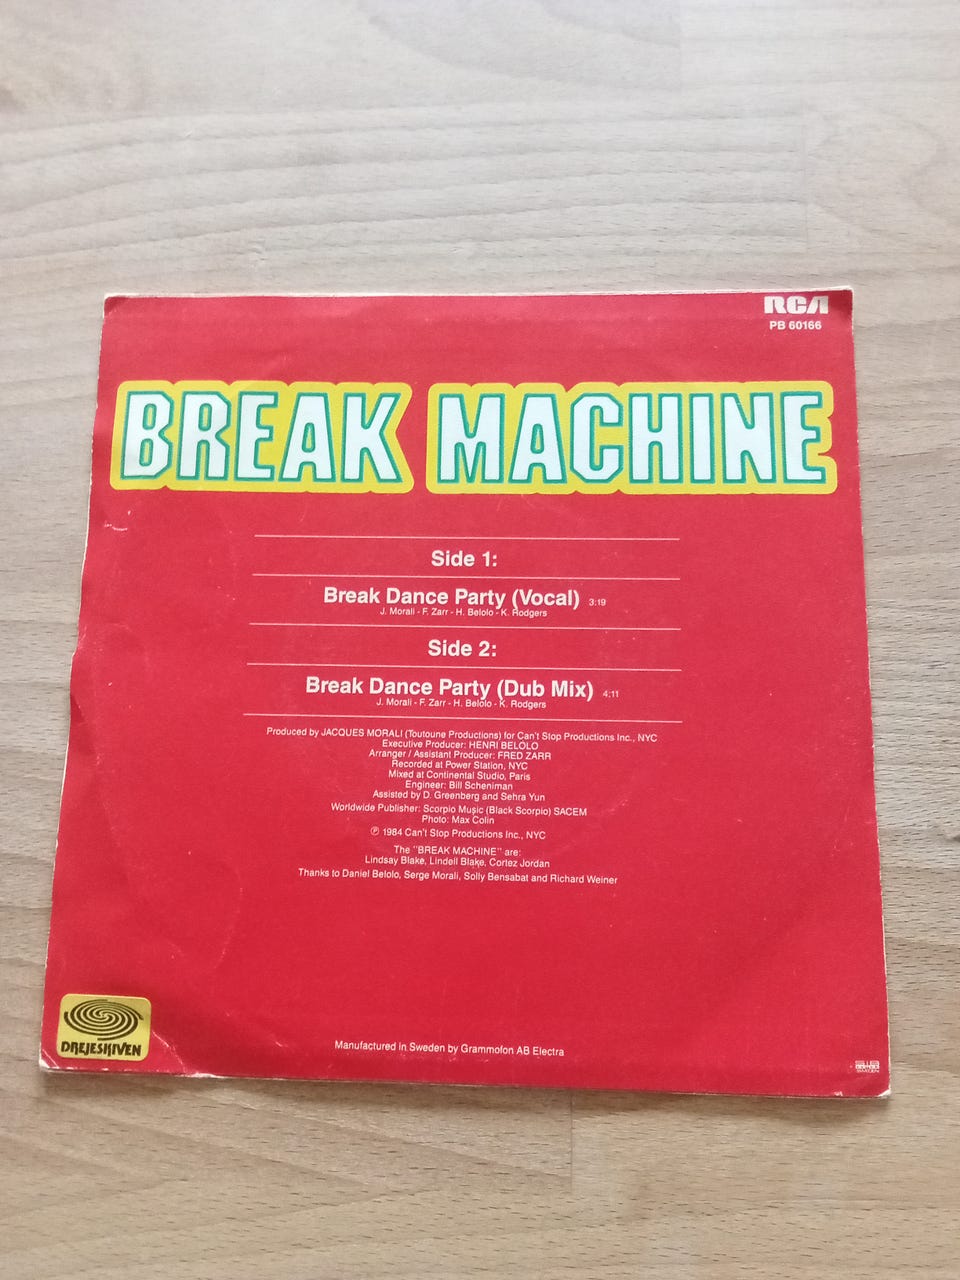 RCA
PB 60166
BREAK MACHINE
Side 1:
Break Dance Party (Vocal) 3:19
J. Morali - F. Zarr - H. Belolo - K. Rodgers
Side 2:
Break Dance Party (Dub Mix) 4:11
J. Morali - F. Zarr - H. Belolo - K. Rodgers
Produced by JACQUES MORALI (Toutoune Productions) for Can't Stop Productions Inc., NYC
Executive Producer: HENRI BELOLO
Arranger / Assistant Producer: FRED ZARR
Recorded at Power Station, NYC
Mixed at Continental Studio, Paris
Engineer: Bill Scheniman
Assisted by D. Greenberg and Sehra Yun
Worldwide Publisher: Scorpio Music (Black Scorpio) SACEM
Photo: Max Colin
℗ 1984 Can't Stop Productions Inc., NYC
The "BREAK MACHINE" are:
Lindsay Blake, Lindell Blake, Cortez Jordan
Thanks to Daniel Belolo, Serge Morali, Solly Bensabat and Richard Weiner
DREJESKIVEN
Manufactured in Sweden by Grammofon AB Electra
SWEDEN